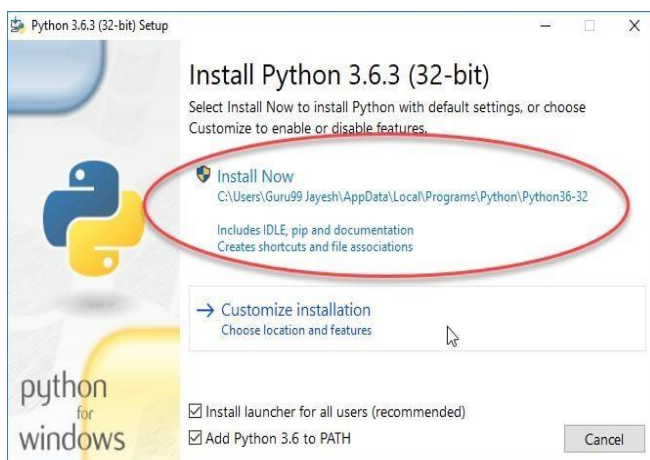 Python 3.6.3 (32-bit) Setup
Install Python 3.6.3 (32-bit)
Select Install Now to install Python with default settings, or choose
Customize to enable or disable features.
Install Now
C:\Users\Guru99 Jayesh\AppData\Local\Programs\Python\Python36-32
Includes IDLE, pip and documentation
Creates shortcuts and file associations
Customize installation
Choose location and features
python
for
windows
Install launcher for all users (recommended)
Add Python 3.6 to PATH
Cancel